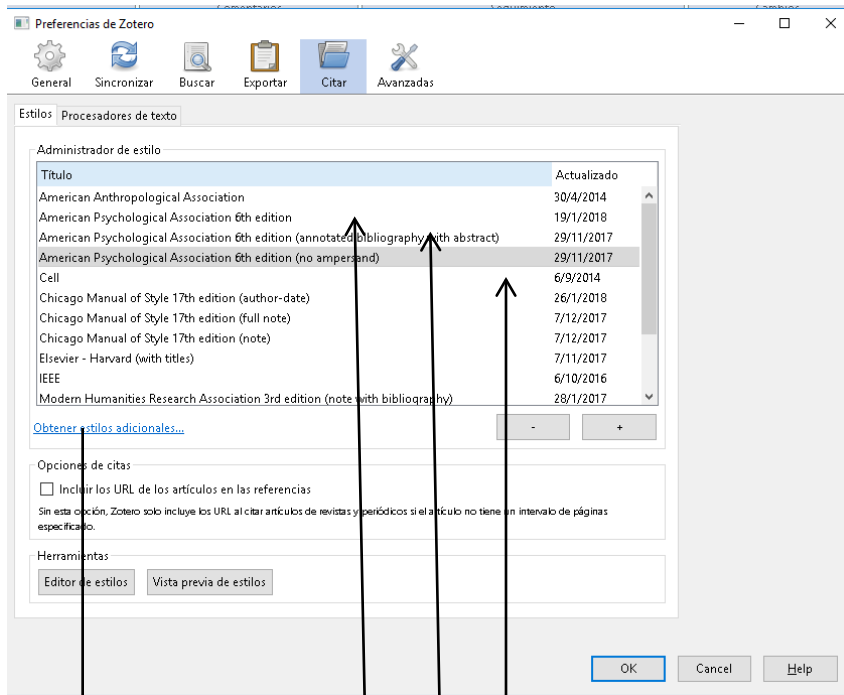 Comentarios Seguimiento Cambios
Preferencias de Zotero
General Sincronizar Buscar Exportar Citar Avanzadas
Estilos Procesadores de texto
Administrador de estilo
Título Actualizado
American Anthropological Association 30/4/2014
American Psychological Association 6th edition 19/1/2018
American Psychological Association 6th edition (annotated bibliography with abstract) 29/11/2017
American Psychological Association 6th edition (no ampersand) 29/11/2017
Cell 6/9/2014
Chicago Manual of Style 17th edition (author-date) 26/1/2018
Chicago Manual of Style 17th edition (full note) 7/12/2017
Chicago Manual of Style 17th edition (note) 7/12/2017
Elsevier - Harvard (with titles) 7/11/2017
IEEE 6/10/2016
Modern Humanities Research Association 3rd edition (note with bibliography) 28/1/2017
Obtener estilos adicionales... - +
Opciones de citas
Incluir los URL de los artículos en las referencias
Sin esta opción, Zotero solo incluye los URL al citar artículos de revistas y periódicos si el artículo no tiene un intervalo de páginas
especificado.
Herramientas
Editor de estilos Vista previa de estilos
OK Cancel Help